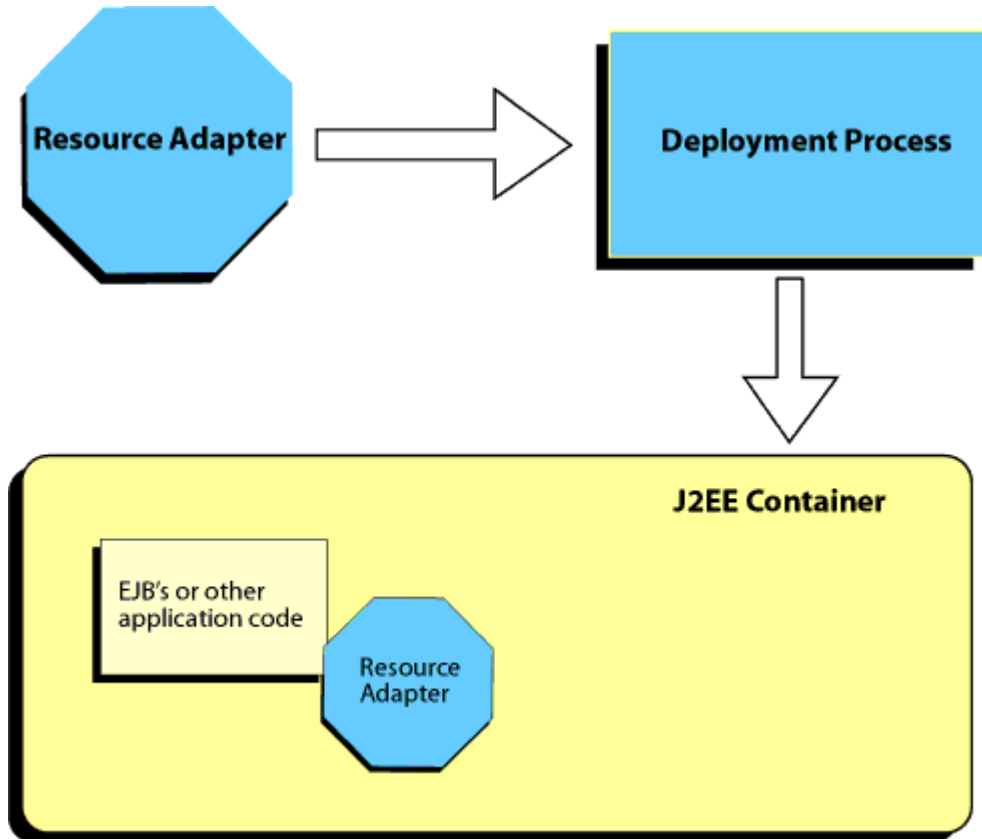 Resource Adapter
Deployment Process
J2EE Container
EJB's or other
application code
Resource
Adapter